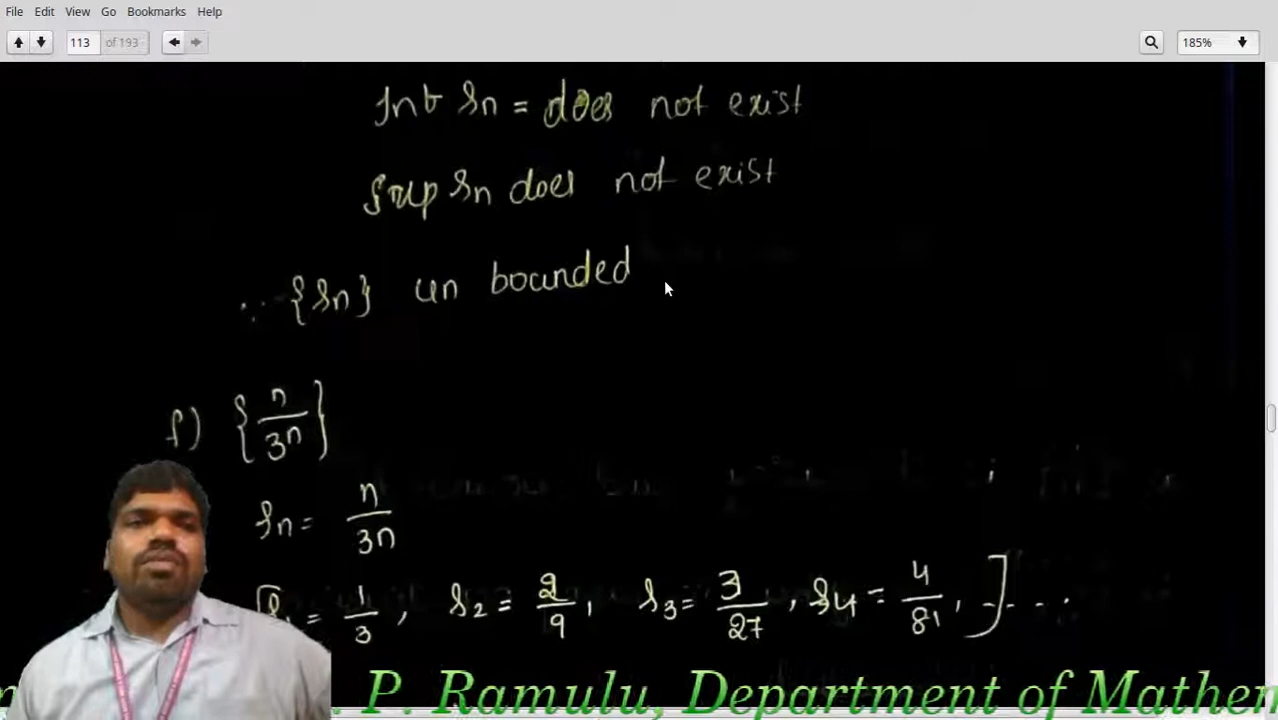 File Edit View Go Bookmarks Help
113 of 193 185%
Inf Sn = does not exist
Sup Sn does not exist
∴ {Sn} un bounded
f) {n/3ⁿ}
Sn = n/3n
S1 = 1/3, S2 = 2/9, S3 = 3/27, S4 = 4/81, ....
. P. Ramulu, Department of Mathem